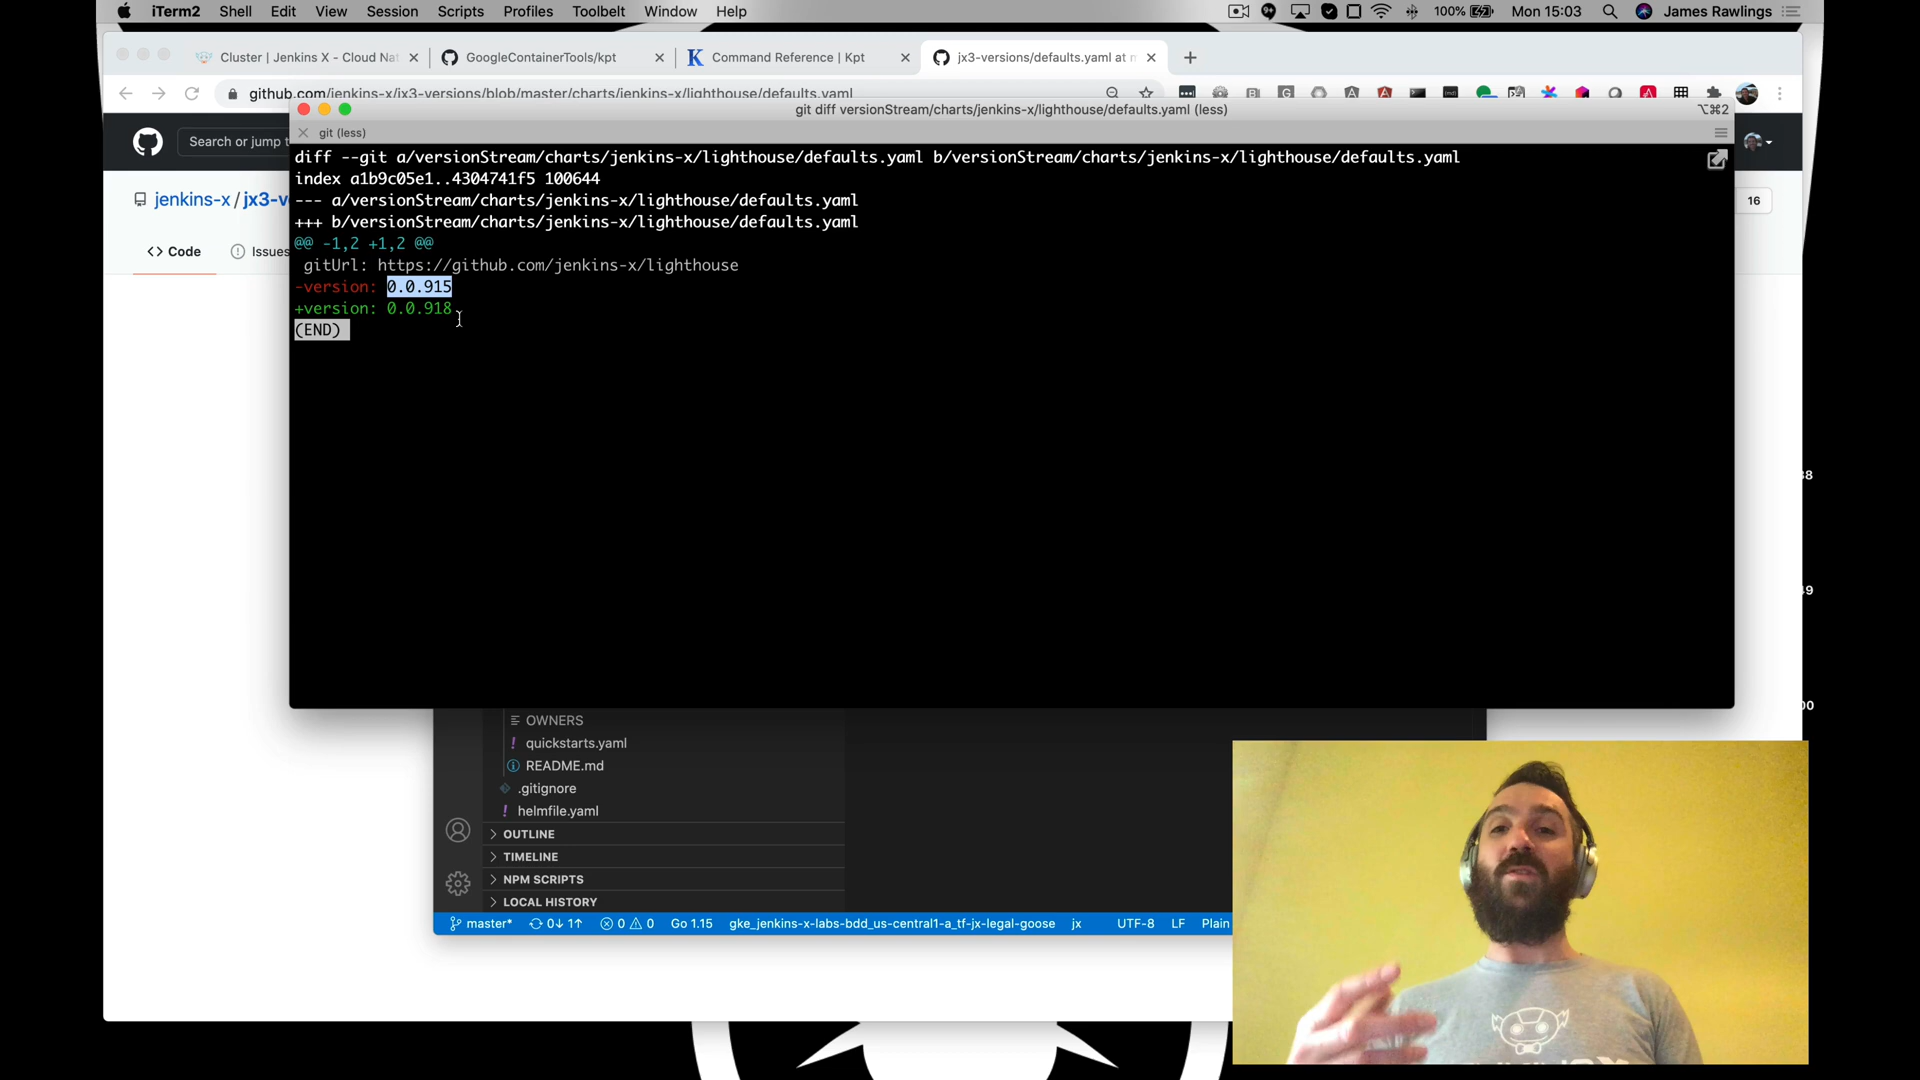 iTerm2 Shell Edit View Session Scripts Profiles Toolbelt Window Help 100% Mon 15:03 James Rawlings
Cluster | Jenkins X - Cloud Nat GoogleContainerTools/kpt Command Reference | Kpt jx3-versions/defaults.yaml at m
github.com/jenkins-x/jx3-versions/blob/master/charts/jenkins-x/lighthouse/defaults.yaml
git diff versionStream/charts/jenkins-x/lighthouse/defaults.yaml (less) ⌥⌘2
git (less)
Search or jump t
diff --git a/versionStream/charts/jenkins-x/lighthouse/defaults.yaml b/versionStream/charts/jenkins-x/lighthouse/defaults.yaml
index a1b9c05e1..4304741f5 100644
--- a/versionStream/charts/jenkins-x/lighthouse/defaults.yaml
+++ b/versionStream/charts/jenkins-x/lighthouse/defaults.yaml
@@ -1,2 +1,2 @@
gitUrl: https://github.com/jenkins-x/lighthouse
-version: 0.0.915
+version: 0.0.918
(END)
jenkins-x / jx3-v
16
<> Code Issues
OWNERS
! quickstarts.yaml
README.md
.gitignore
! helmfile.yaml
OUTLINE
TIMELINE
NPM SCRIPTS
LOCAL HISTORY
master* 0↓ 1↑ 0 0 Go 1.15 gke_jenkins-x-labs-bdd_us-central1-a_tf-jx-legal-goose jx UTF-8 LF Plain